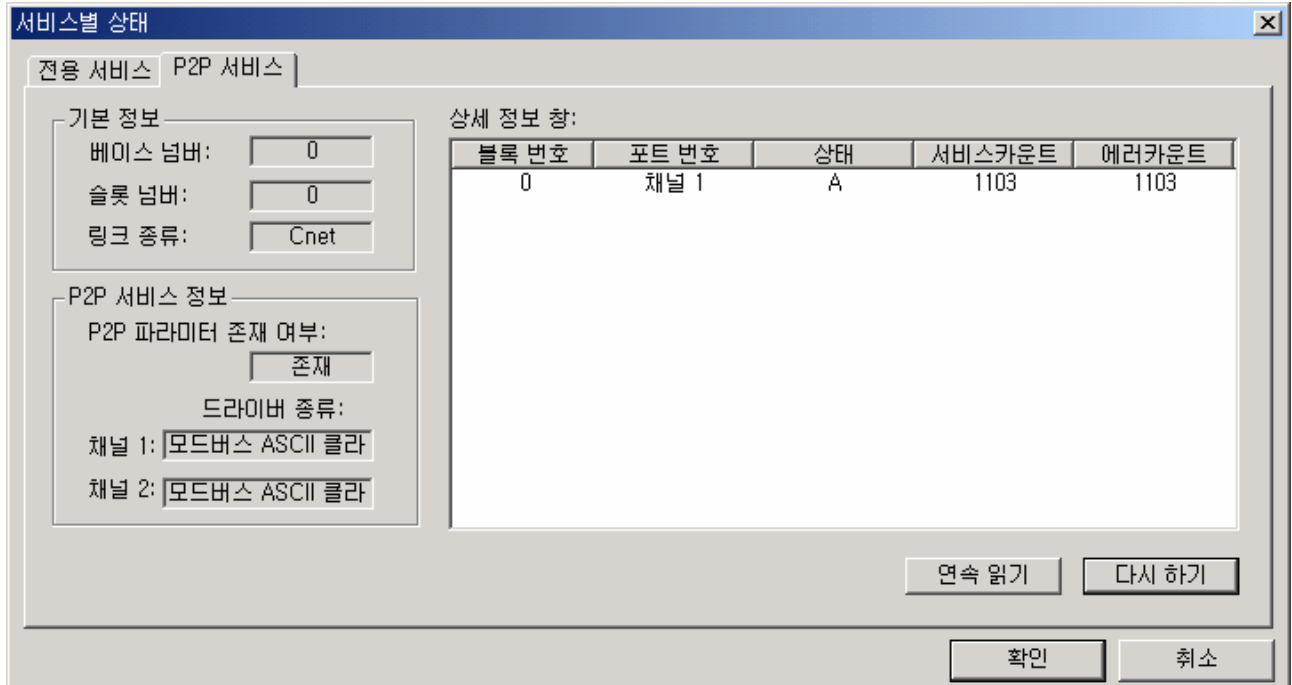 서비스별 상태
전용 서비스 P2P 서비스
기본 정보
베이스 넘버: 0
슬롯 넘버: 0
링크 종류: Cnet
P2P 서비스 정보
P2P 파라미터 존재 여부:
존재
드라이버 종류:
채널 1: 모드버스 ASCII 클라
채널 2: 모드버스 ASCII 클라
상세 정보 창:
블록 번호 포트 번호 상태 서비스카운트 에러카운트
0 채널 1 A 1103 1103
연속 읽기 다시 하기
확인 취소